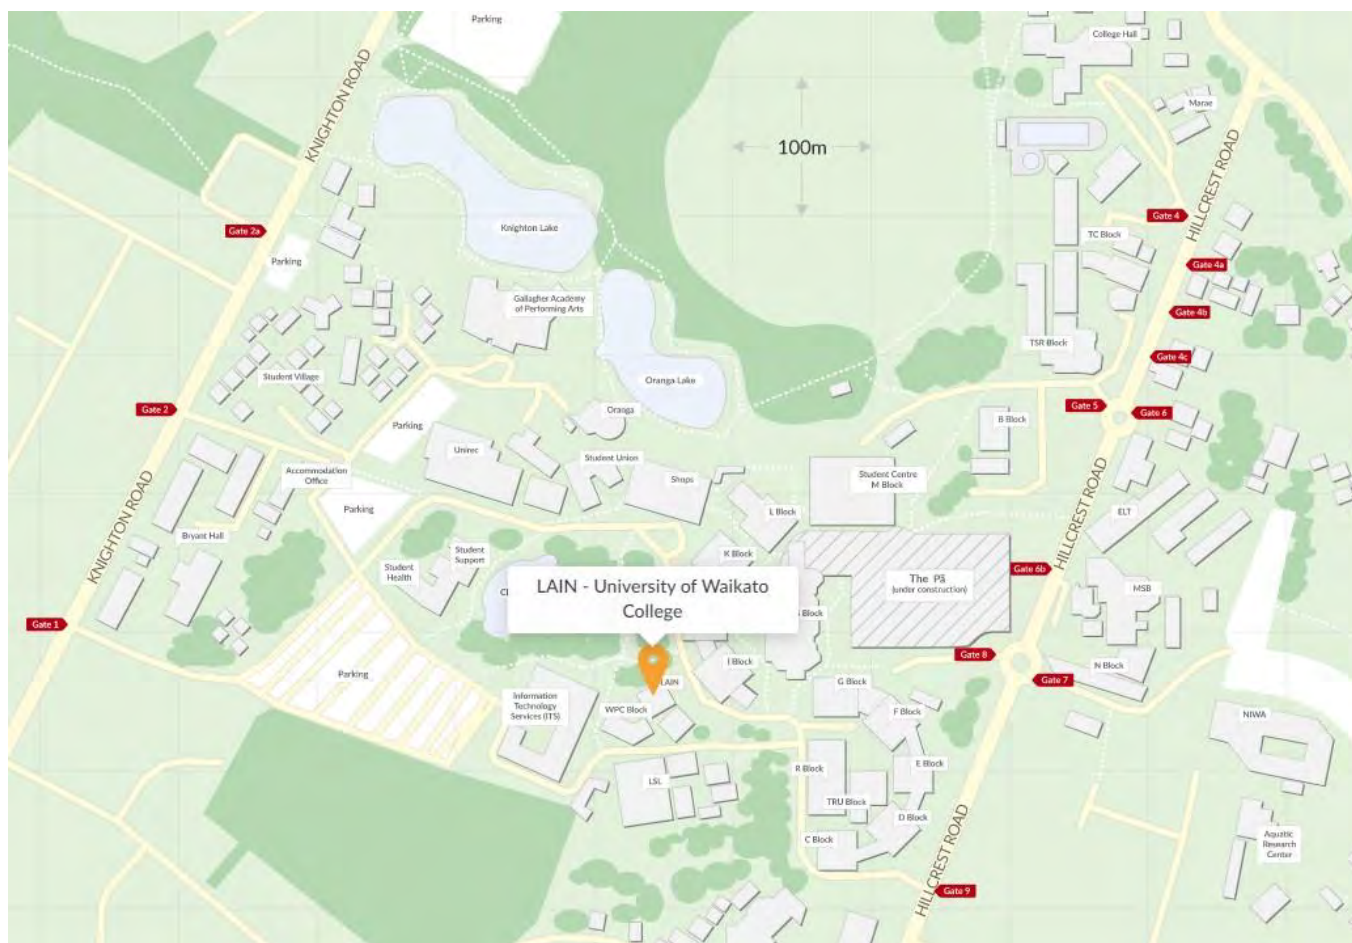 Parking
College Hall
KNIGHTON ROAD
Marae
100m
HILLCREST ROAD
Gate 2a
Knighton Lake
Gate 4
TC Block
Parking
Gate 4a
Gallagher Academy
of Performing Arts
Gate 4b
TSR Block
Gate 4c
Student Village
Oranga Lake
Gate 2
Oranga
Gate 5
Gate 6
Parking
B Block
Unirec
Student Union
Accommodation
Office
Shops
Student Centre
M Block
KNIGHTON ROAD
Parking
L Block
ELT
HILLCREST ROAD
Bryant Hall
Student
Support
K Block
Student
Health
Gate 6b
The Pā
(under construction)
MSB
LAIN - University of Waikato
College
Block
Gate 1
Gate 8
I Block
N Block
Parking
LAIN
Gate 7
G Block
Information
Technology
Services (ITS)
WPC Block
F Block
NIWA
R Block
E Block
LSL
TRU Block
D Block
C Block
Aquatic
Research
Center
HILLCREST ROAD
Gate 9